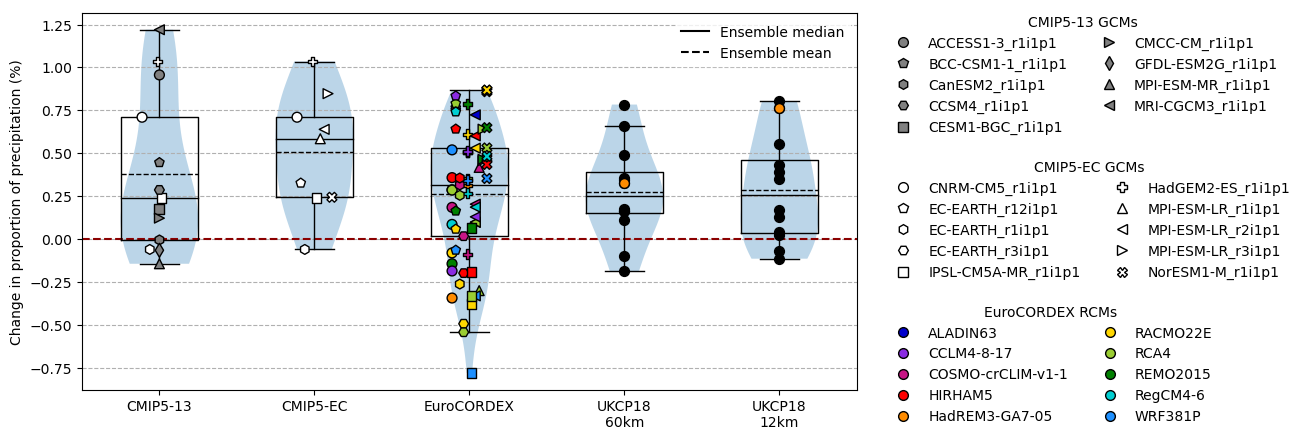 Change in proportion of precipitation (%)
1.25
1.00
0.75
0.50
0.25
0.00
−0.25
−0.50
−0.75
Ensemble median
Ensemble mean
CMIP5-13
CMIP5-EC
EuroCORDEX
UKCP18
60km
UKCP18
12km
CMIP5-13 GCMs
ACCESS1-3_r1i1p1
BCC-CSM1-1_r1i1p1
CanESM2_r1i1p1
CCSM4_r1i1p1
CESM1-BGC_r1i1p1
CMCC-CM_r1i1p1
GFDL-ESM2G_r1i1p1
MPI-ESM-MR_r1i1p1
MRI-CGCM3_r1i1p1
CMIP5-EC GCMs
CNRM-CM5_r1i1p1
EC-EARTH_r12i1p1
EC-EARTH_r1i1p1
EC-EARTH_r3i1p1
IPSL-CM5A-MR_r1i1p1
HadGEM2-ES_r1i1p1
MPI-ESM-LR_r1i1p1
MPI-ESM-LR_r2i1p1
MPI-ESM-LR_r3i1p1
NorESM1-M_r1i1p1
EuroCORDEX RCMs
ALADIN63
CCLM4-8-17
COSMO-crCLIM-v1-1
HIRHAM5
HadREM3-GA7-05
RACMO22E
RCA4
REMO2015
RegCM4-6
WRF381P